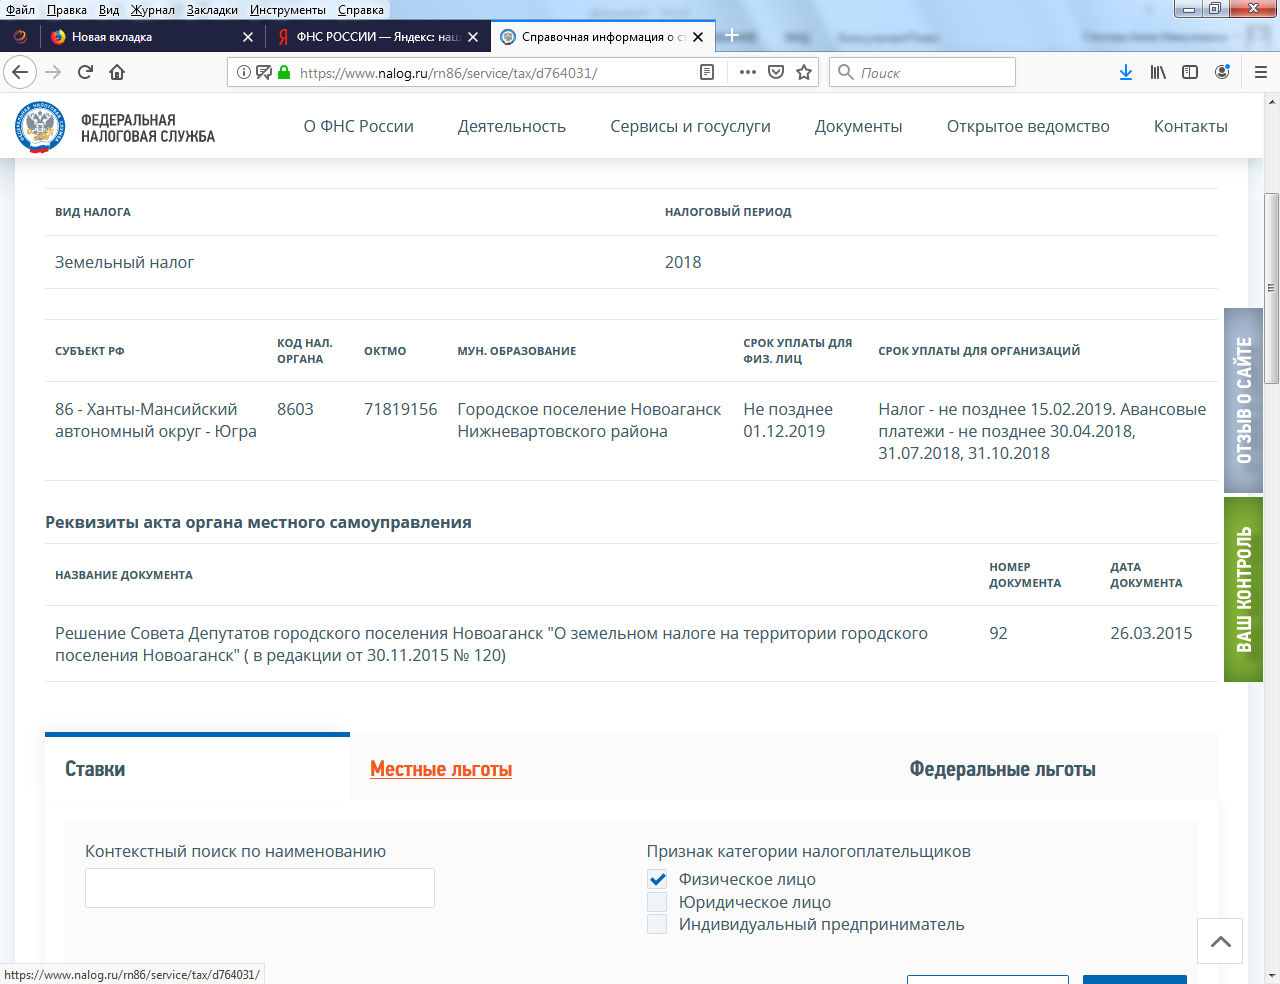 Файл Правка Вид Журнал Закладки Инструменты Справка
Новая вкладка
ФНС РОССИИ — Яндекс: наш
Справочная информация о ст
https://www.nalog.ru/rn86/service/tax/d764031/
Поиск
ФЕДЕРАЛЬНАЯ
НАЛОГОВАЯ СЛУЖБА
О ФНС России Деятельность Сервисы и госуслуги Документы Открытое ведомство Контакты
ВИД НАЛОГА НАЛОГОВЫЙ ПЕРИОД
Земельный налог 2018
СУБЪЕКТ РФ
КОД НАЛ.
ОРГАНА
ОКТМО
МУН. ОБРАЗОВАНИЕ
СРОК УПЛАТЫ ДЛЯ
ФИЗ. ЛИЦ
СРОК УПЛАТЫ ДЛЯ ОРГАНИЗАЦИЙ
86 - Ханты-Мансийский
автономный округ - Югра
8603
71819156
Городское поселение Новоаганск
Нижневартовского района
Не позднее
01.12.2019
Налог - не позднее 15.02.2019. Авансовые
платежи - не позднее 30.04.2018,
31.07.2018, 31.10.2018
ОТЗЫВ О САЙТЕ
ВАШ КОНТРОЛЬ
Реквизиты акта органа местного самоуправления
НАЗВАНИЕ ДОКУМЕНТА
НОМЕР
ДОКУМЕНТА
ДАТА
ДОКУМЕНТА
Решение Совета Депутатов городского поселения Новоаганск "О земельном налоге на территории городского
поселения Новоаганск" ( в редакции от 30.11.2015 № 120)
92
26.03.2015
Ставки Местные льготы Федеральные льготы
Контекстный поиск по наименованию
Признак категории налогоплательщиков
Физическое лицо
Юридическое лицо
Индивидуальный предприниматель
https://www.nalog.ru/rn86/service/tax/d764031/